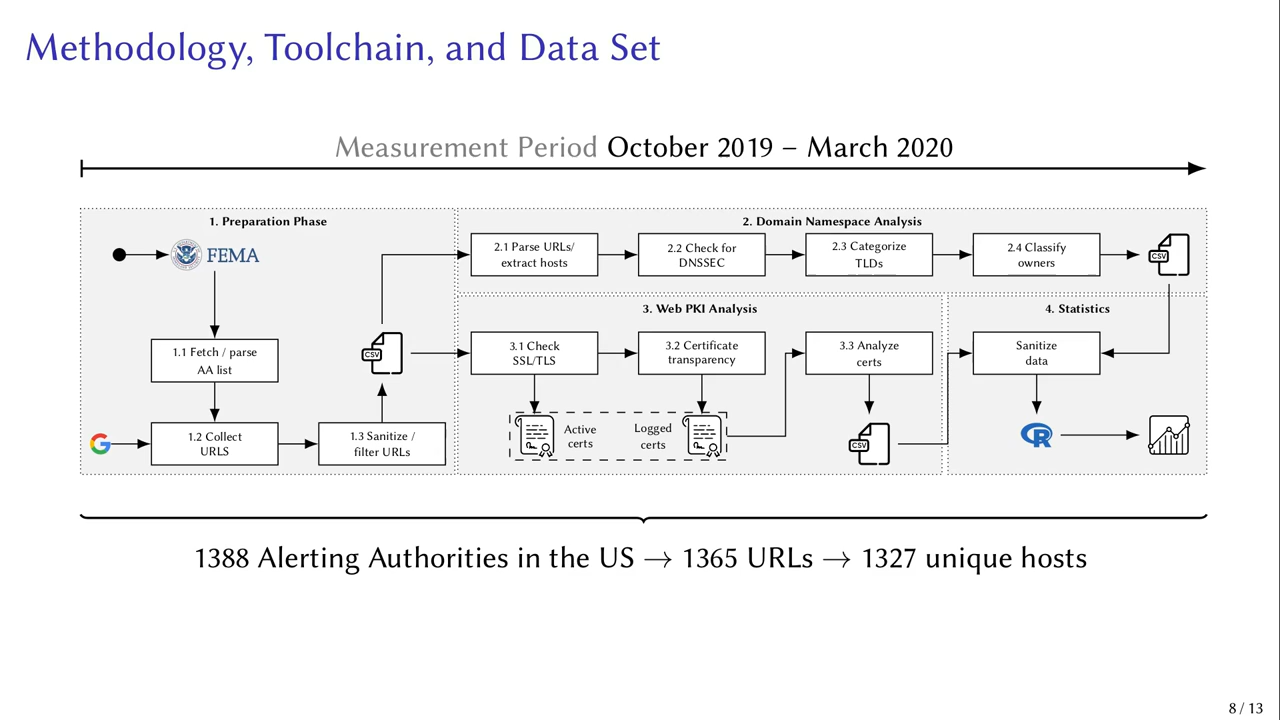 Methodology, Toolchain, and Data Set
Measurement Period October 2019 – March 2020
1. Preparation Phase
FEMA
1.1 Fetch / parse
AA list
1.2 Collect
URLS
1.3 Sanitize /
filter URLs
CSV
2. Domain Namespace Analysis
2.1 Parse URLs/
extract hosts
2.2 Check for
DNSSEC
2.3 Categorize
TLDs
2.4 Classify
owners
CSV
3. Web PKI Analysis
3.1 Check
SSL/TLS
3.2 Certificate
transparency
3.3 Analyze
certs
Active
certs
Logged
certs
CSV
4. Statistics
Sanitize
data
R
1388 Alerting Authorities in the US → 1365 URLs → 1327 unique hosts
8 / 13